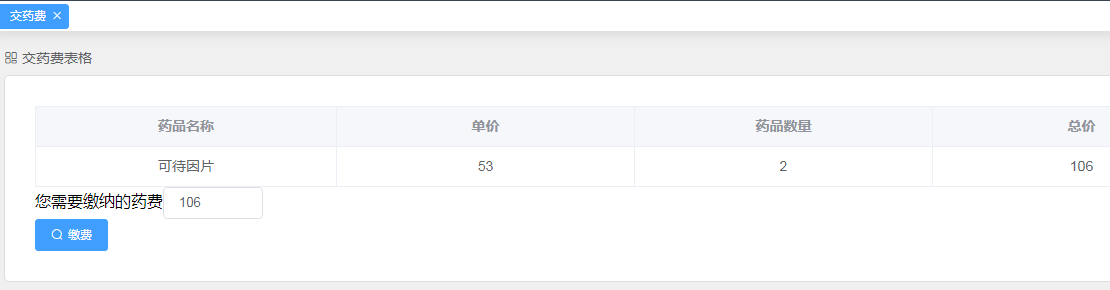 交药费
交药费表格
药品名称 单价 药品数量 总价
可待因片 53 2 106
您需要缴纳的药费 106
缴费